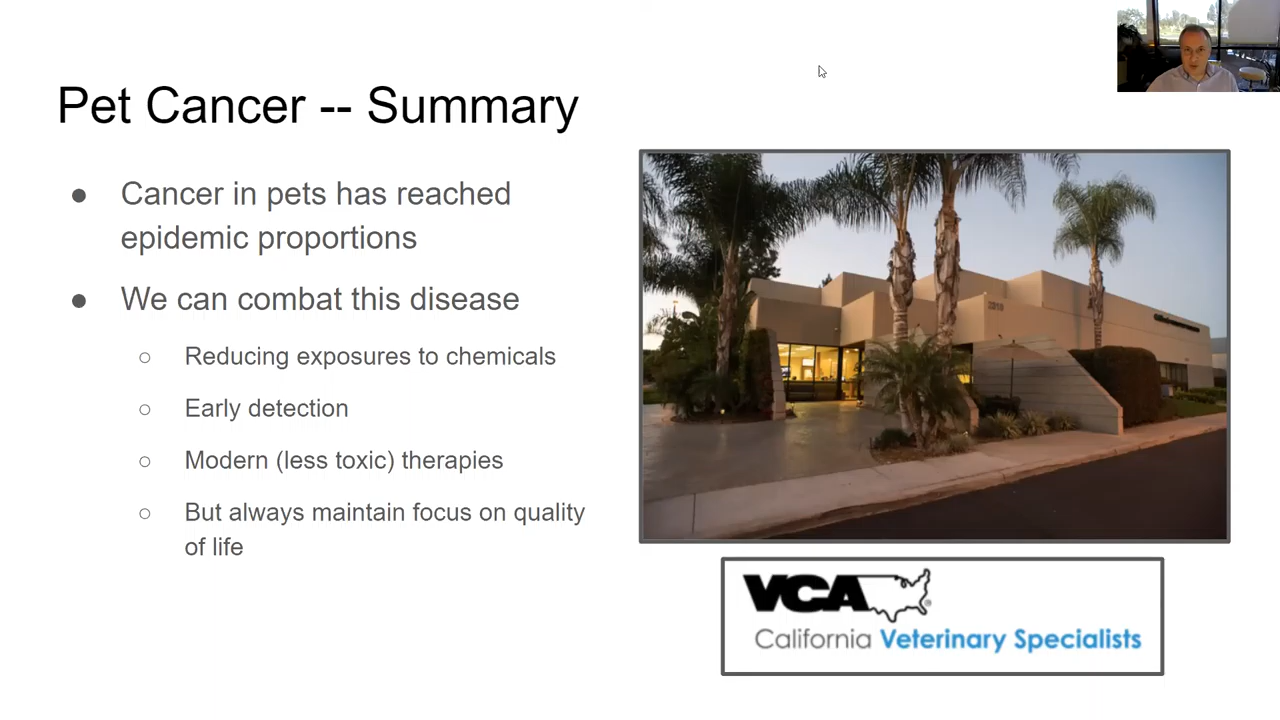 Pet Cancer -- Summary
● Cancer in pets has reached
epidemic proportions
● We can combat this disease
○ Reducing exposures to chemicals
○ Early detection
○ Modern (less toxic) therapies
○ But always maintain focus on quality
of life
VCA®
California Veterinary Specialists